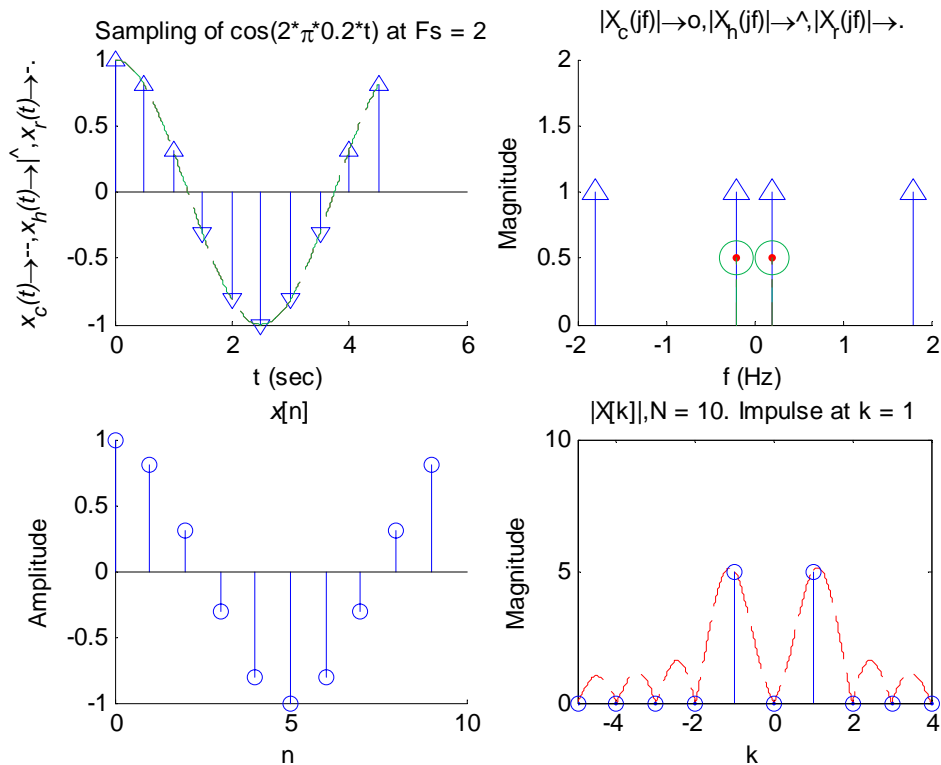 Sampling of cos(2*π*0.2*t) at Fs = 2
x_c(t)→--,x_h(t)→|^,x_r(t)→-.
1
0.5
0
-0.5
-1
0 2 4 6
t (sec)
|X_c(jf)|→o,|X_h(jf)|→^,|X_r(jf)|→.
Magnitude
2
1.5
1
0.5
0
-2 -1 0 1 2
f (Hz)
x[n]
Amplitude
1
0.5
0
-0.5
-1
0 5 10
n
|X[k]|,N = 10. Impulse at k = 1
Magnitude
10
5
0
-4 -2 0 2 4
k